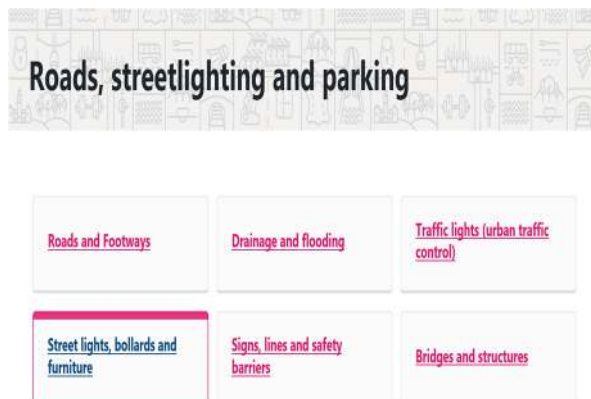 Roads, streetlighting and parking
Roads and Footways
Drainage and flooding
Traffic lights (urban traffic
control)
Street lights, bollards and
furniture
Signs, lines and safety
barriers
Bridges and structures